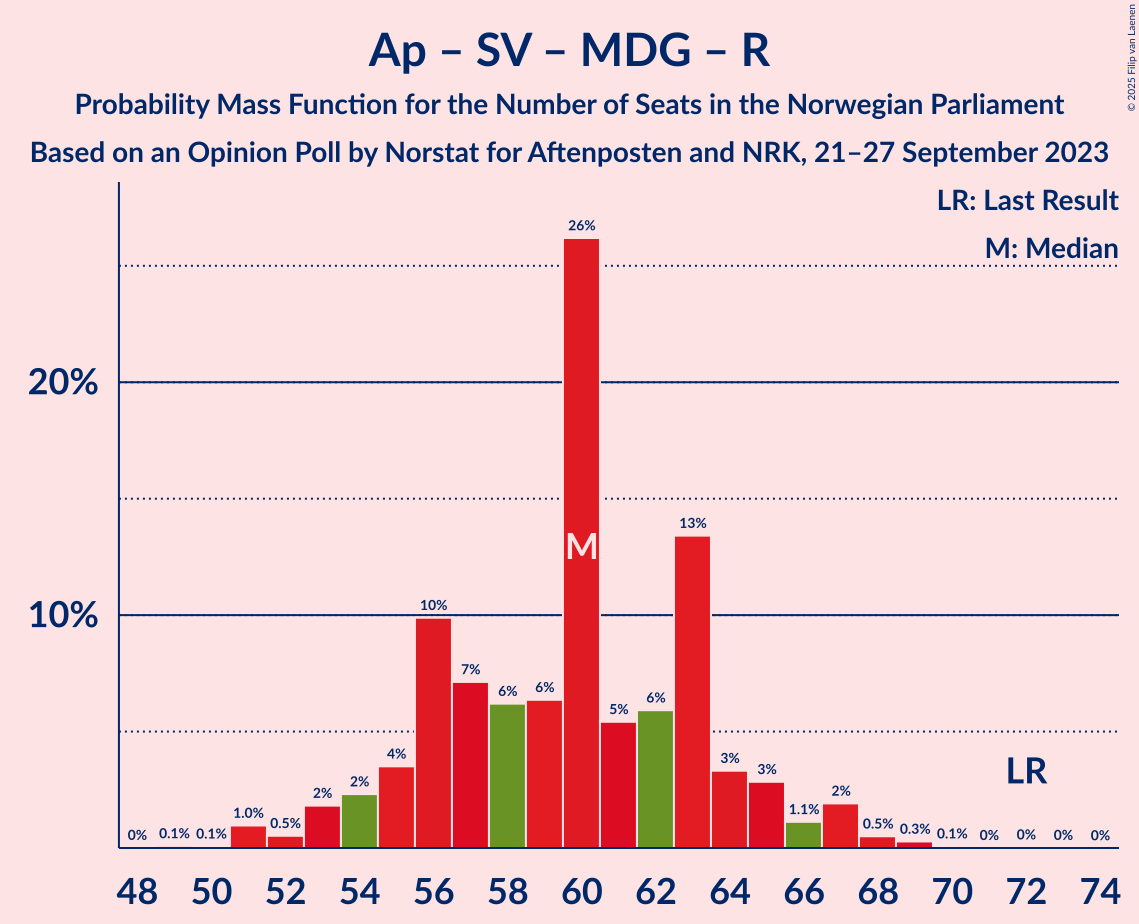 Ap – SV – MDG – R
Probability Mass Function for the Number of Seats in the Norwegian Parliament
Based on an Opinion Poll by Norstat for Aftenposten and NRK, 21–27 September 2023
© 2025 Filip van Laenen
LR: Last Result
M: Median
20%
10%
0% 0.1% 0.1% 1.0% 0.5% 2% 2% 4% 10% 7% 6% 6% 26% 5% 6% 13% 3% 3% 1.1% 2% 0.5% 0.3% 0.1% 0% 0% 0% 0%
M
LR
48 50 52 54 56 58 60 62 64 66 68 70 72 74